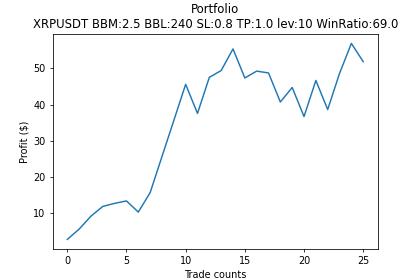 Portfolio
XRPUSDT BBM:2.5 BBL:240 SL:0.8 TP:1.0 lev:10 WinRatio:69.0
Profit ($)
50
40
30
20
10
0 5 10 15 20 25
Trade counts